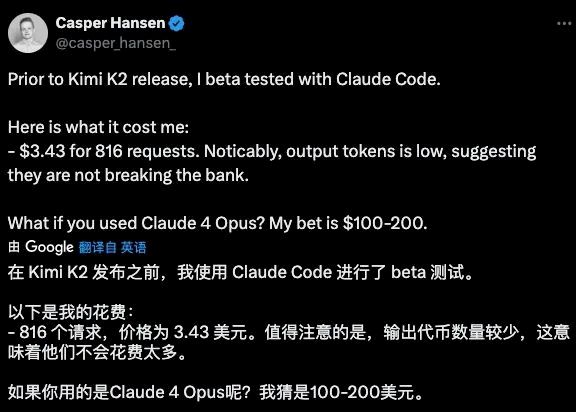 Casper Hansen
@casper_hansen_
Prior to Kimi K2 release, I beta tested with Claude Code.
Here is what it cost me:
- $3.43 for 816 requests. Noticably, output tokens is low, suggesting
they are not breaking the bank.
What if you used Claude 4 Opus? My bet is $100-200.
由 Google 翻译自 英语
在 Kimi K2 发布之前，我使用 Claude Code 进行了 beta 测试。
以下是我的花费：
- 816 个请求，价格为 3.43 美元。值得注意的是，输出代币数量较少，这意
味着他们不会花费太多。
如果你用的是Claude 4 Opus呢？我猜是100-200美元。